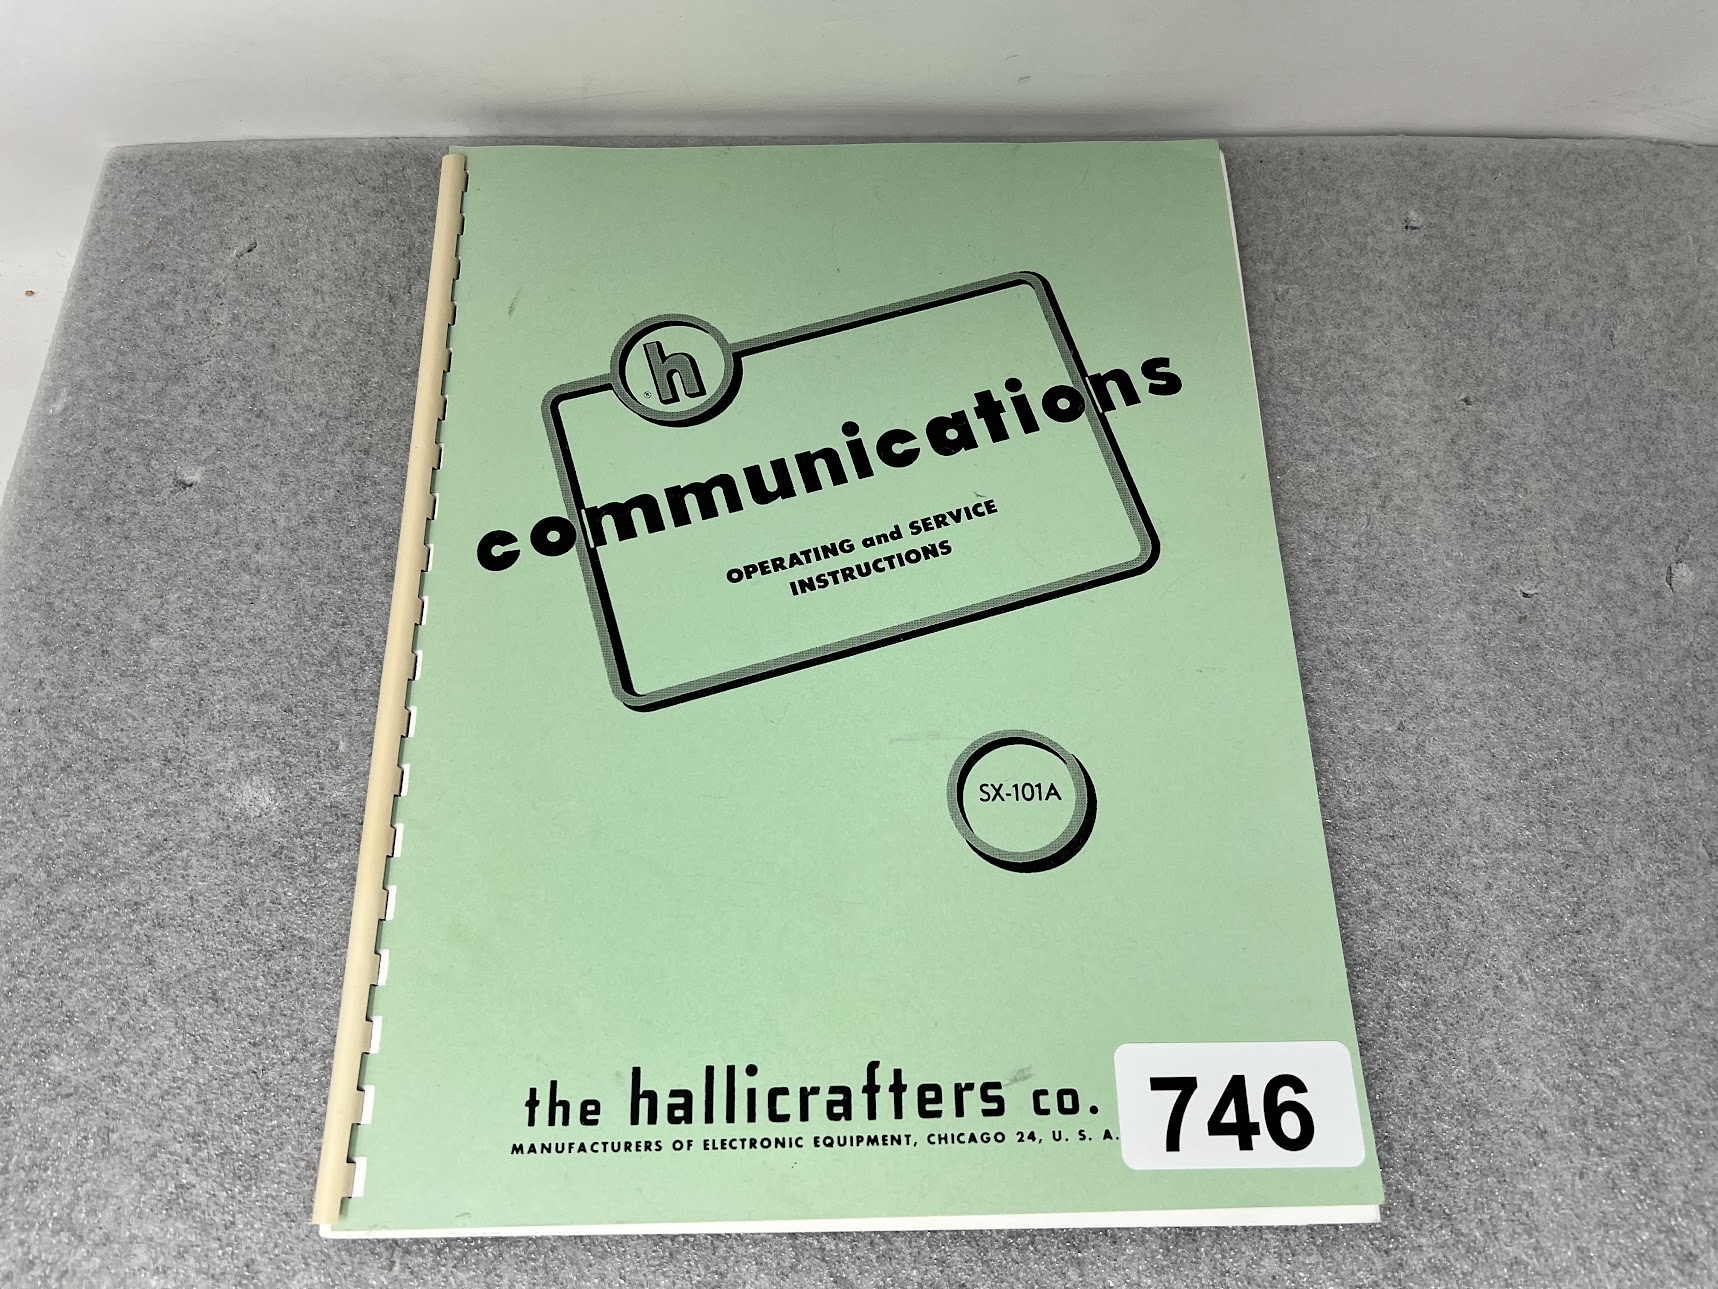 h
®
communications
OPERATING and SERVICE
INSTRUCTIONS
SX-101A
the hallicrafters co.
MANUFACTURERS OF ELECTRONIC EQUIPMENT, CHICAGO 24, U. S. A.
746